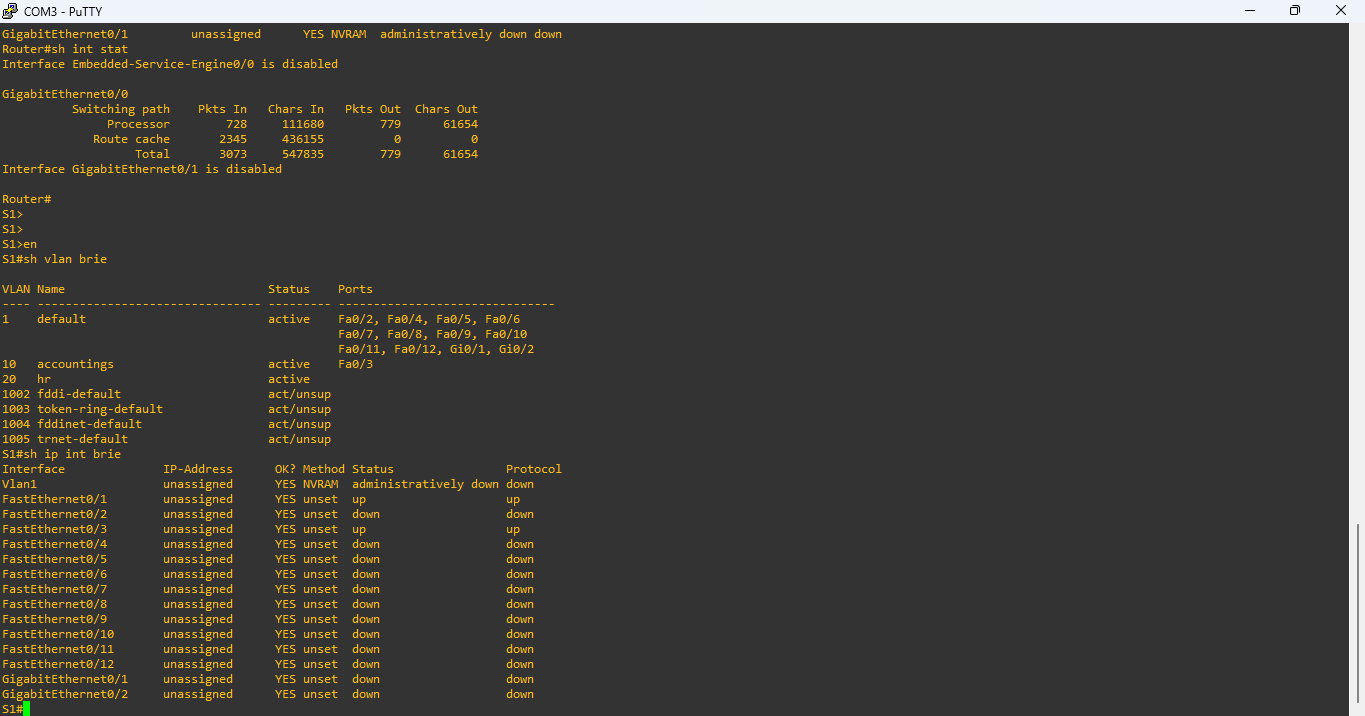 COM3 - PuTTY
GigabitEthernet0/1         unassigned      YES NVRAM  administratively down down
Router#sh int stat
Interface Embedded-Service-Engine0/0 is disabled

GigabitEthernet0/0
          Switching path    Pkts In   Chars In   Pkts Out  Chars Out
               Processor        728     111680        779      61654
             Route cache       2345     436155          0          0
                   Total       3073     547835        779      61654
Interface GigabitEthernet0/1 is disabled

Router#
S1>
S1>
S1>en
S1#sh vlan brie

VLAN Name                             Status    Ports
---- -------------------------------- --------- -------------------------------
1    default                          active    Fa0/2, Fa0/4, Fa0/5, Fa0/6
                                                Fa0/7, Fa0/8, Fa0/9, Fa0/10
                                                Fa0/11, Fa0/12, Gi0/1, Gi0/2
10   accountings                      active    Fa0/3
20   hr                               active
1002 fddi-default                     act/unsup
1003 token-ring-default               act/unsup
1004 fddinet-default                  act/unsup
1005 trnet-default                    act/unsup
S1#sh ip int brie
Interface              IP-Address      OK? Method Status                Protocol
Vlan1                  unassigned      YES NVRAM  administratively down down
FastEthernet0/1        unassigned      YES unset  up                    up
FastEthernet0/2        unassigned      YES unset  down                  down
FastEthernet0/3        unassigned      YES unset  up                    up
FastEthernet0/4        unassigned      YES unset  down                  down
FastEthernet0/5        unassigned      YES unset  down                  down
FastEthernet0/6        unassigned      YES unset  down                  down
FastEthernet0/7        unassigned      YES unset  down                  down
FastEthernet0/8        unassigned      YES unset  down                  down
FastEthernet0/9        unassigned      YES unset  down                  down
FastEthernet0/10       unassigned      YES unset  down                  down
FastEthernet0/11       unassigned      YES unset  down                  down
FastEthernet0/12       unassigned      YES unset  down                  down
GigabitEthernet0/1     unassigned      YES unset  down                  down
GigabitEthernet0/2     unassigned      YES unset  down                  down
S1#